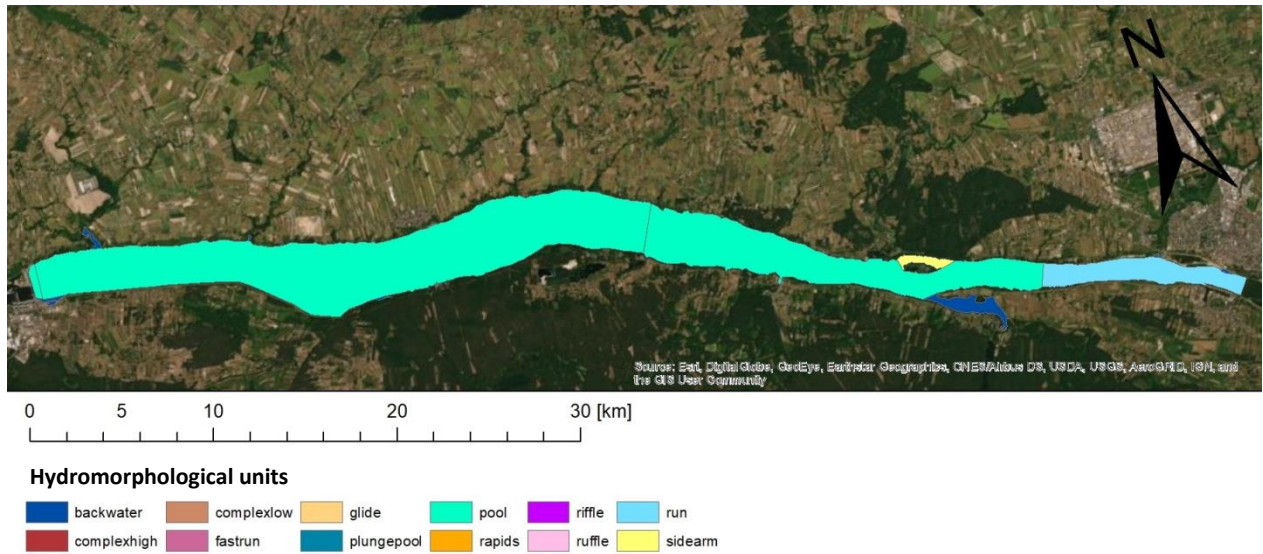 N
Source: Esri, DigitalGlobe, GeoEye, Earthstar Geographics, CNES/Airbus DS, USDA, USGS, AeroGRID, IGN, and
the GIS User Community
0 5 10 20 30 [km]
Hydromorphological units
backwater complexlow glide pool riffle run
complexhigh fastrun plungepool rapids ruffle sidearm